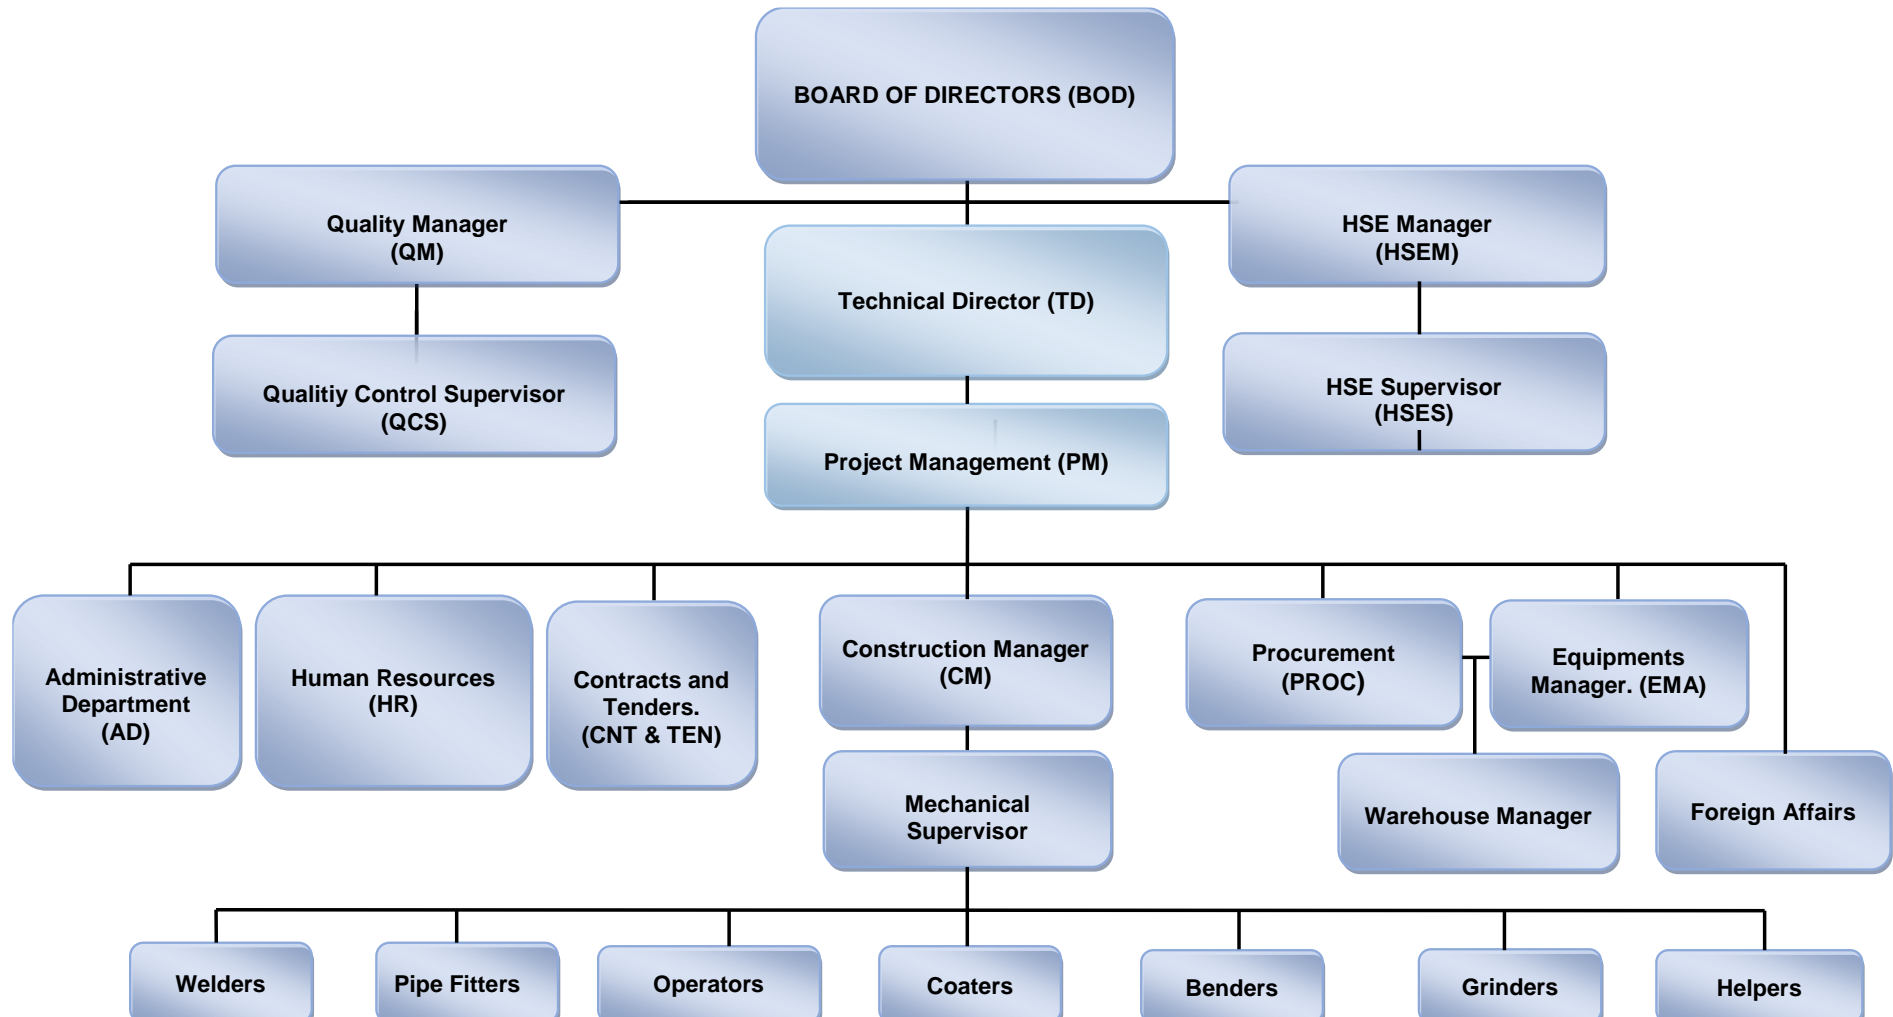 BOARD OF DIRECTORS (BOD)
Quality Manager
(QM)
HSE Manager
(HSEM)
Technical Director (TD)
Qualitiy Control Supervisor
(QCS)
HSE Supervisor
(HSES)
Project Management (PM)
Administrative
Department
(AD)
Human Resources
(HR)
Contracts and
Tenders.
(CNT & TEN)
Construction Manager
(CM)
Procurement
(PROC)
Equipments
Manager. (EMA)
Mechanical
Supervisor
Warehouse Manager
Foreign Affairs
Welders
Pipe Fitters
Operators
Coaters
Benders
Grinders
Helpers